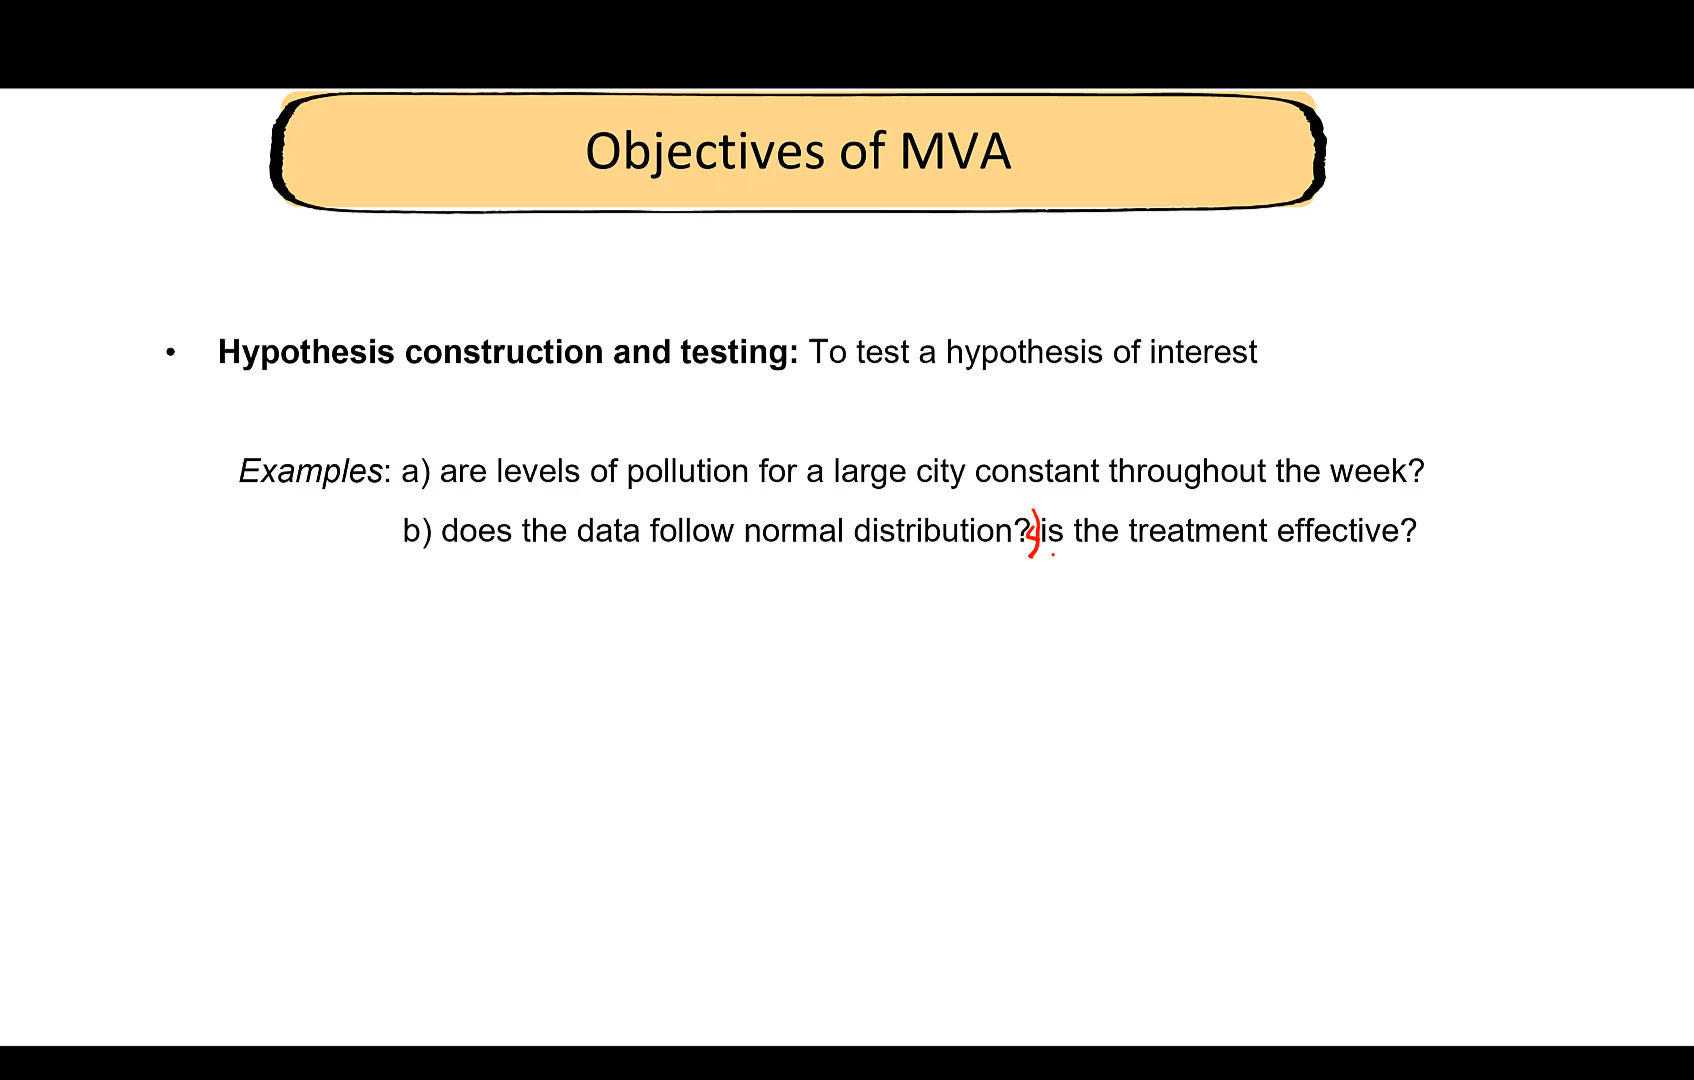 Objectives of MVA
• Hypothesis construction and testing: To test a hypothesis of interest
Examples: a) are levels of pollution for a large city constant throughout the week?
b) does the data follow normal distribution? is the treatment effective?